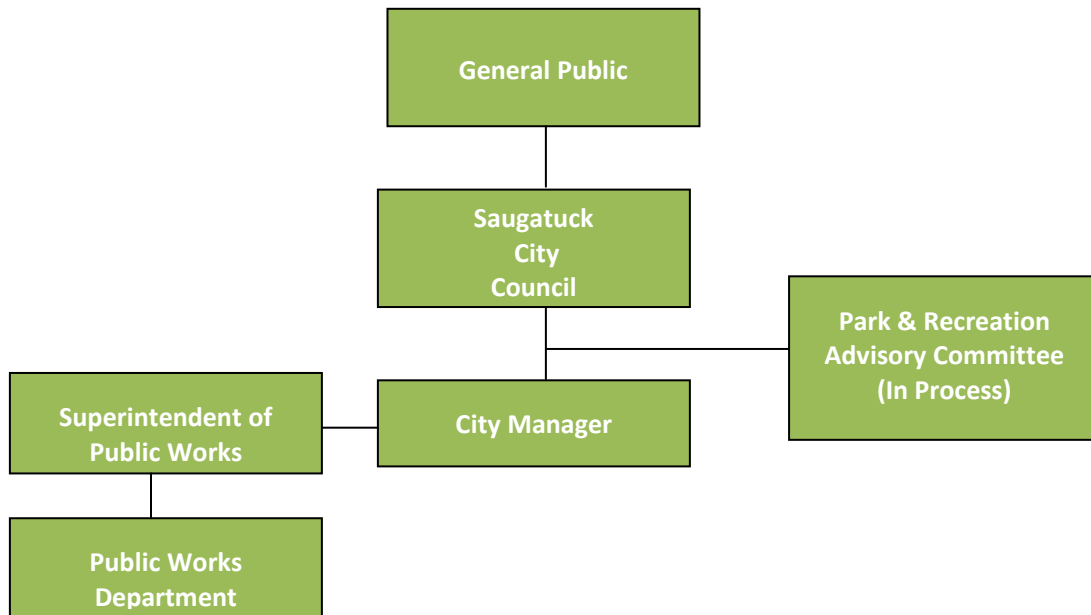 General Public
Saugatuck
City
Council
Park & Recreation
Advisory Committee
(In Process)
Superintendent of
Public Works
City Manager
Public Works
Department